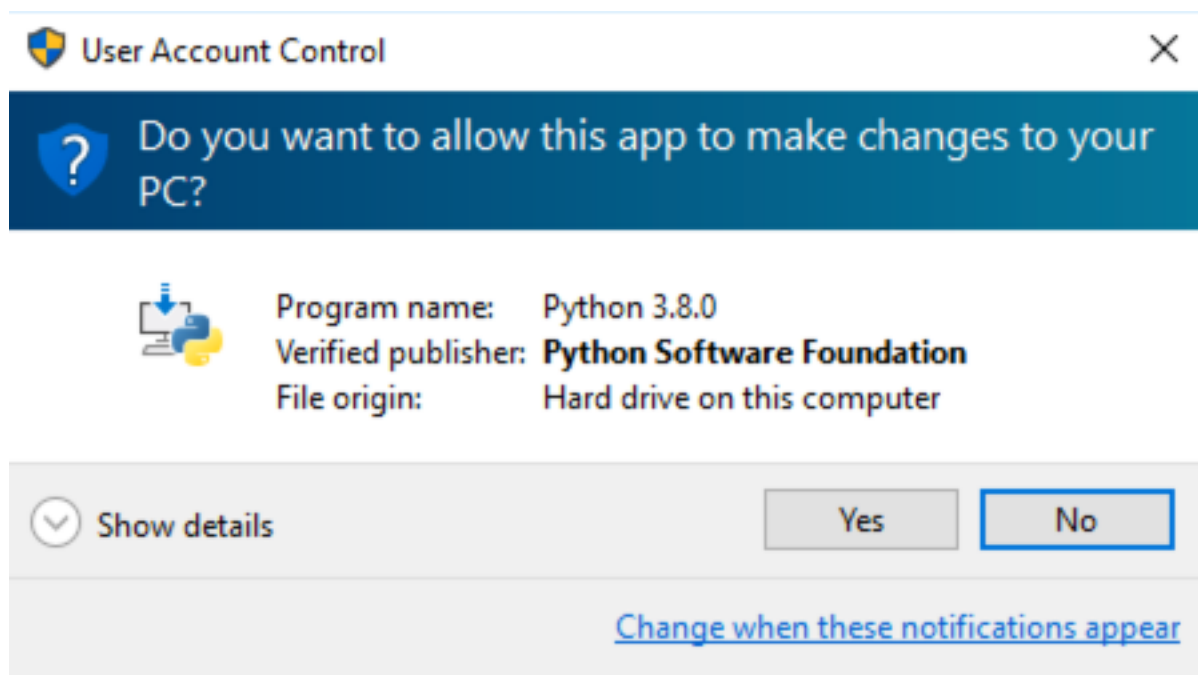 User Account Control
?
Do you want to allow this app to make changes to your
PC?
Program name: Python 3.8.0
Verified publisher: Python Software Foundation
File origin: Hard drive on this computer
Show details
Yes No
Change when these notifications appear